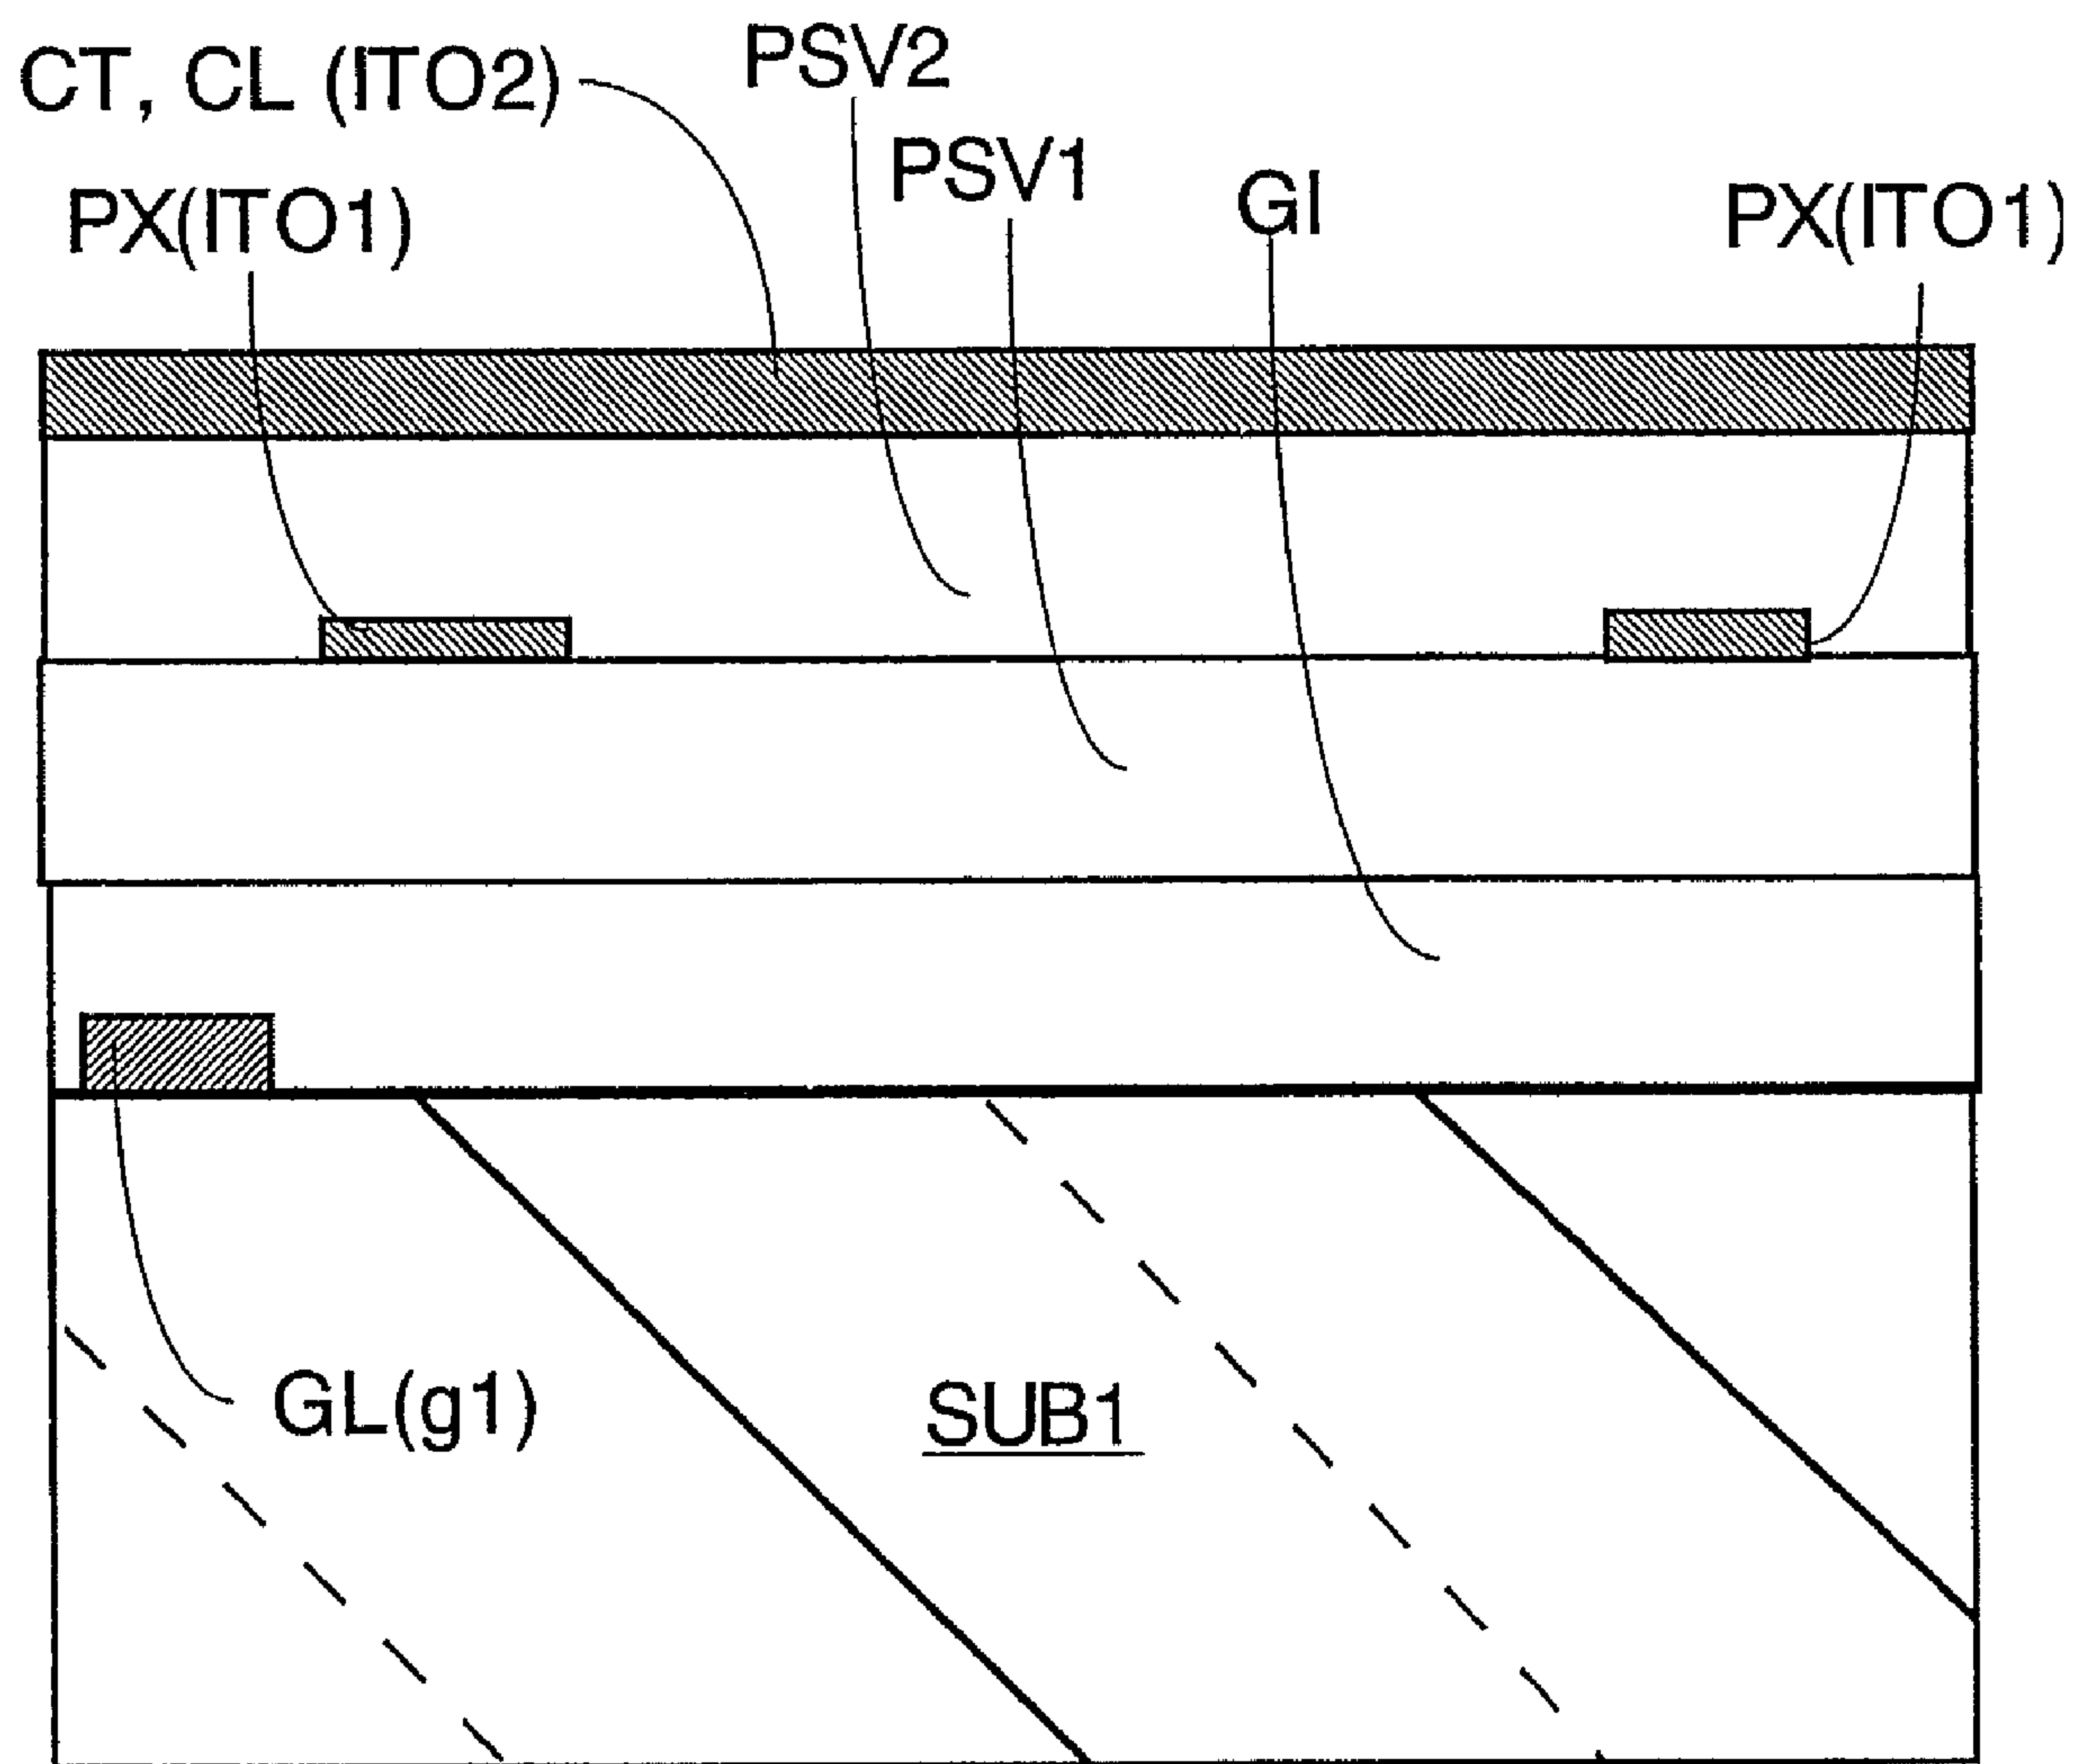 CT, CL (ITO2)
PSV2
PSV1
PX(ITO1)
GI
PX(ITO1)
GL(g1)
SUB1